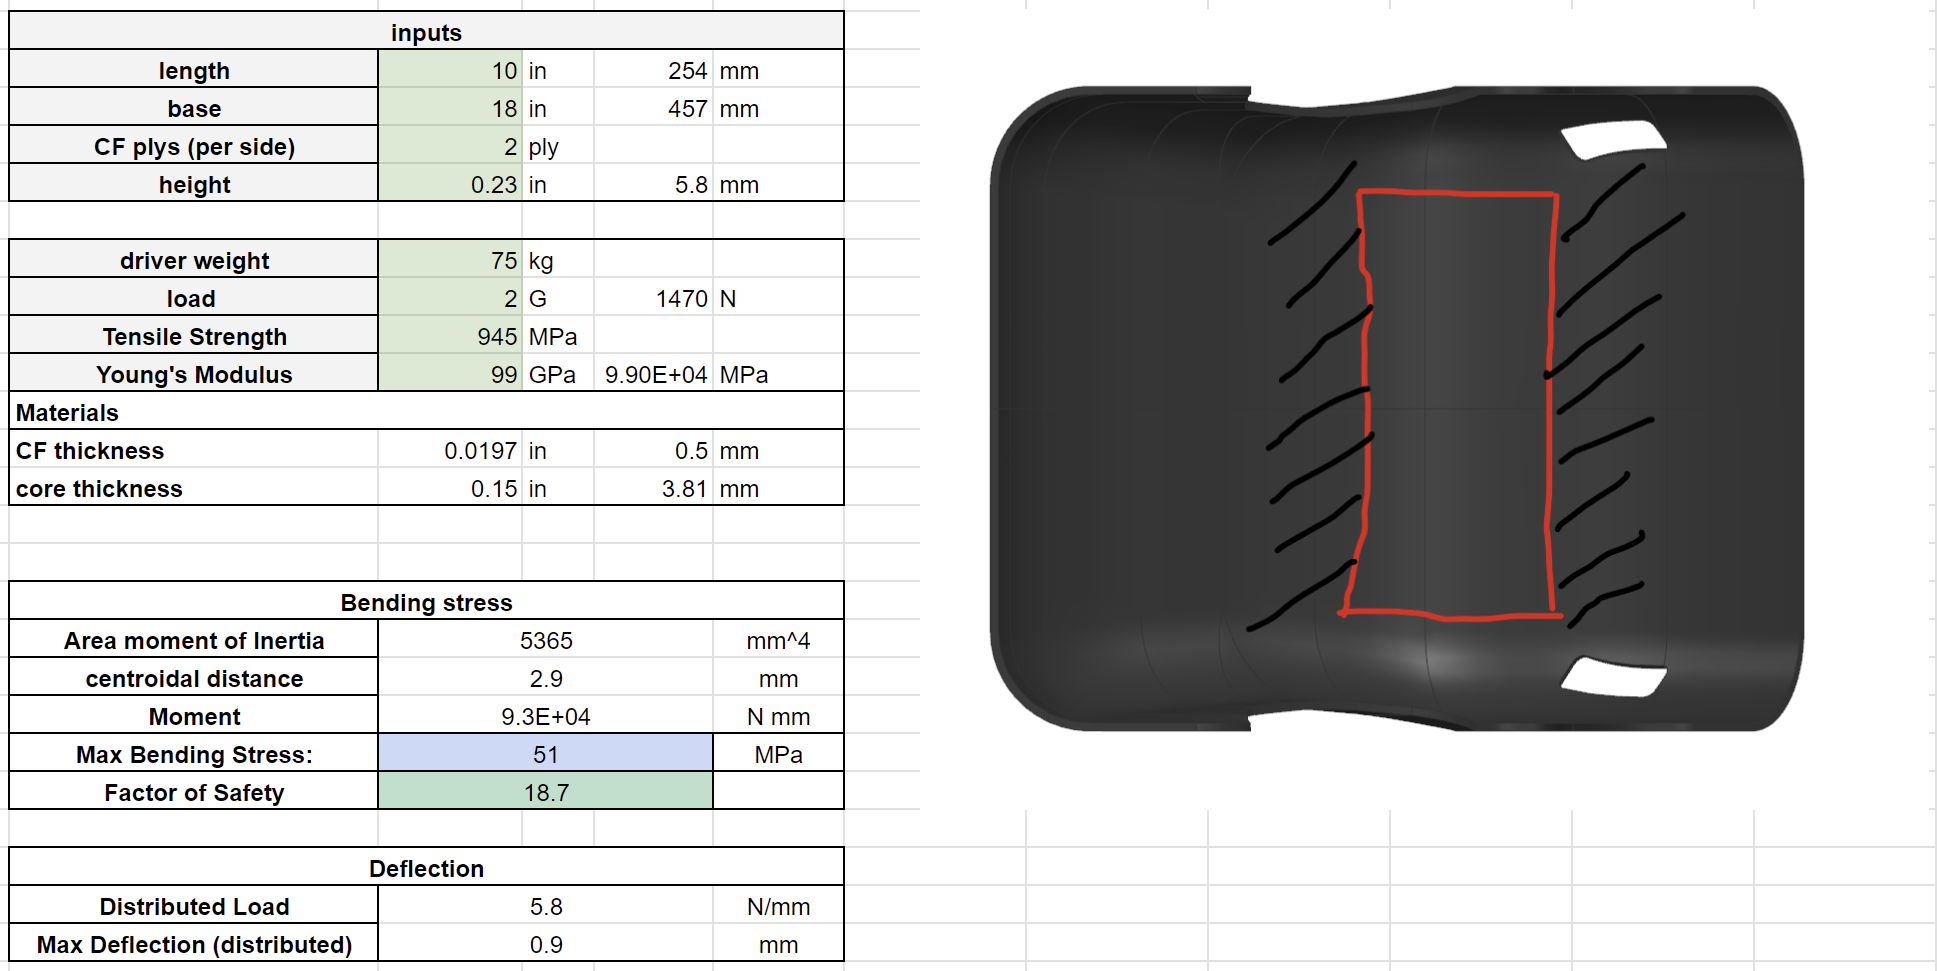 inputs
length 10 in 254 mm
base 18 in 457 mm
CF plys (per side) 2 ply
height 0.23 in 5.8 mm
driver weight 75 kg
load 2 G 1470 N
Tensile Strength 945 MPa
Young's Modulus 99 GPa 9.90E+04 MPa
Materials
CF thickness 0.0197 in 0.5 mm
core thickness 0.15 in 3.81 mm
Bending stress
Area moment of Inertia 5365 mm^4
centroidal distance 2.9 mm
Moment 9.3E+04 N mm
Max Bending Stress: 51 MPa
Factor of Safety 18.7
Deflection
Distributed Load 5.8 N/mm
Max Deflection (distributed) 0.9 mm